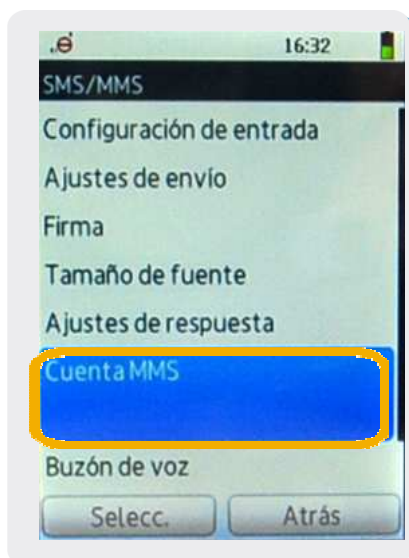 16:32
SMS/MMS
Configuración de entrada
Ajustes de envío
Firma
Tamaño de fuente
Ajustes de respuesta
Cuenta MMS
Buzón de voz
Selecc. Atrás